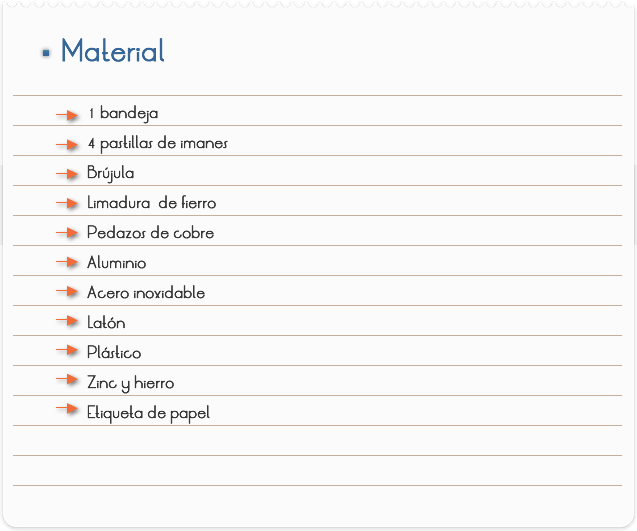 Material
1 bandeja
4 pastillas de imanes
Brújula
Limadura de fierro
Pedazos de cobre
Aluminio
Acero inoxidable
Latón
Plástico
Zinc y hierro
Etiqueta de papel